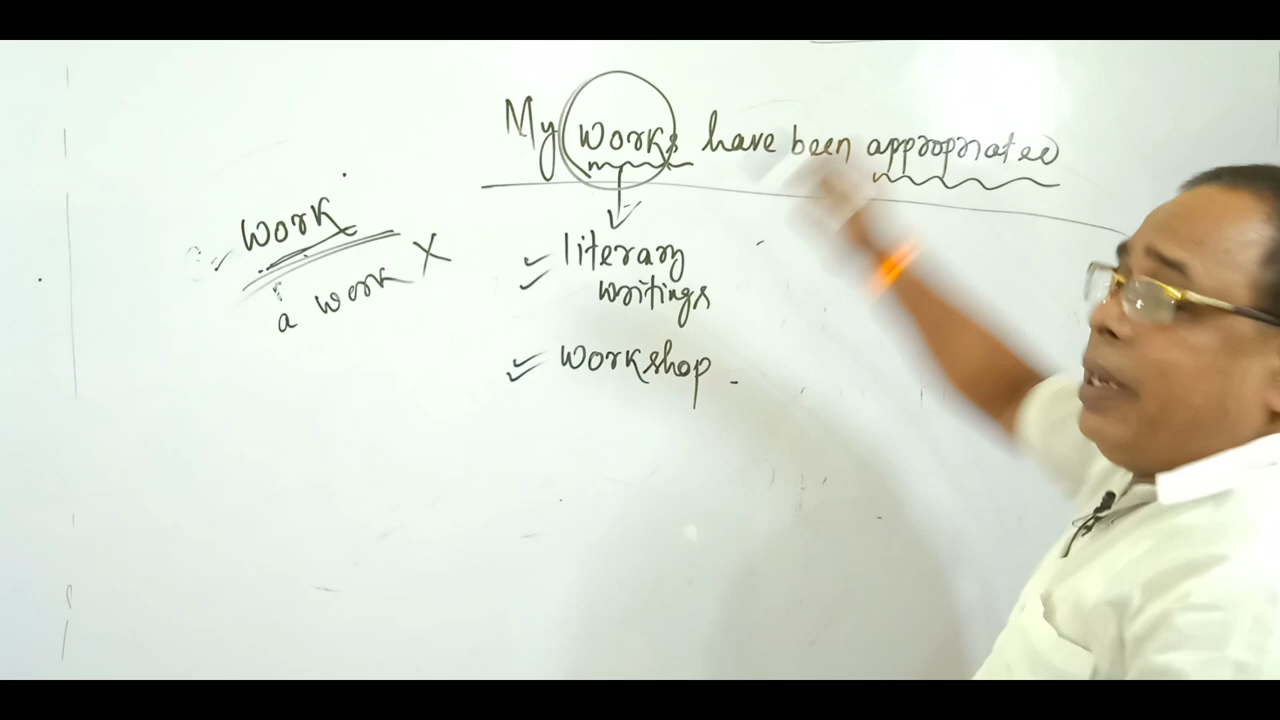 My works have been appropriated
work
a work X
literary
writings
workshop.